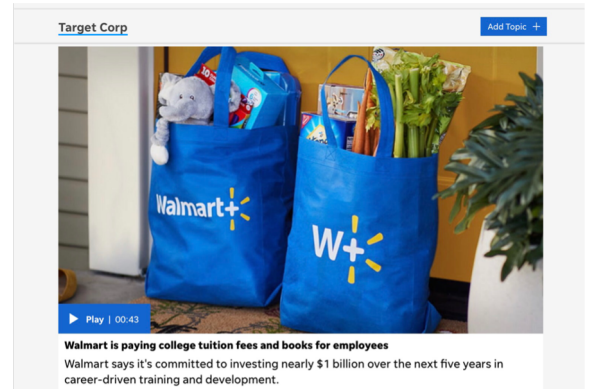 Target Corp
Add Topic +
10
Walmart+
W+
Play | 00:43
Walmart is paying college tuition fees and books for employees
Walmart says it's committed to investing nearly $1 billion over the next five years in
career-driven training and development.